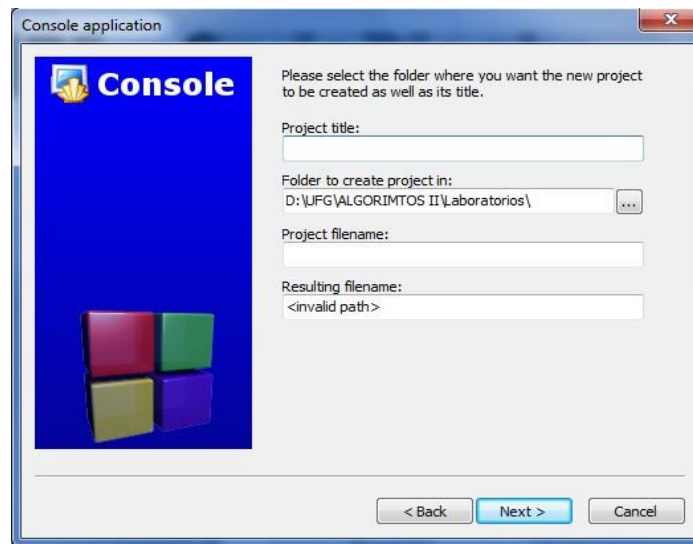 Console application
Console
Please select the folder where you want the new project
to be created as well as its title.
Project title:
Folder to create project in:
D:\UFG\ALGORIMTOS II\Laboratorios\
...
Project filename:
Resulting filename:
<invalid path>
< Back
Next >
Cancel